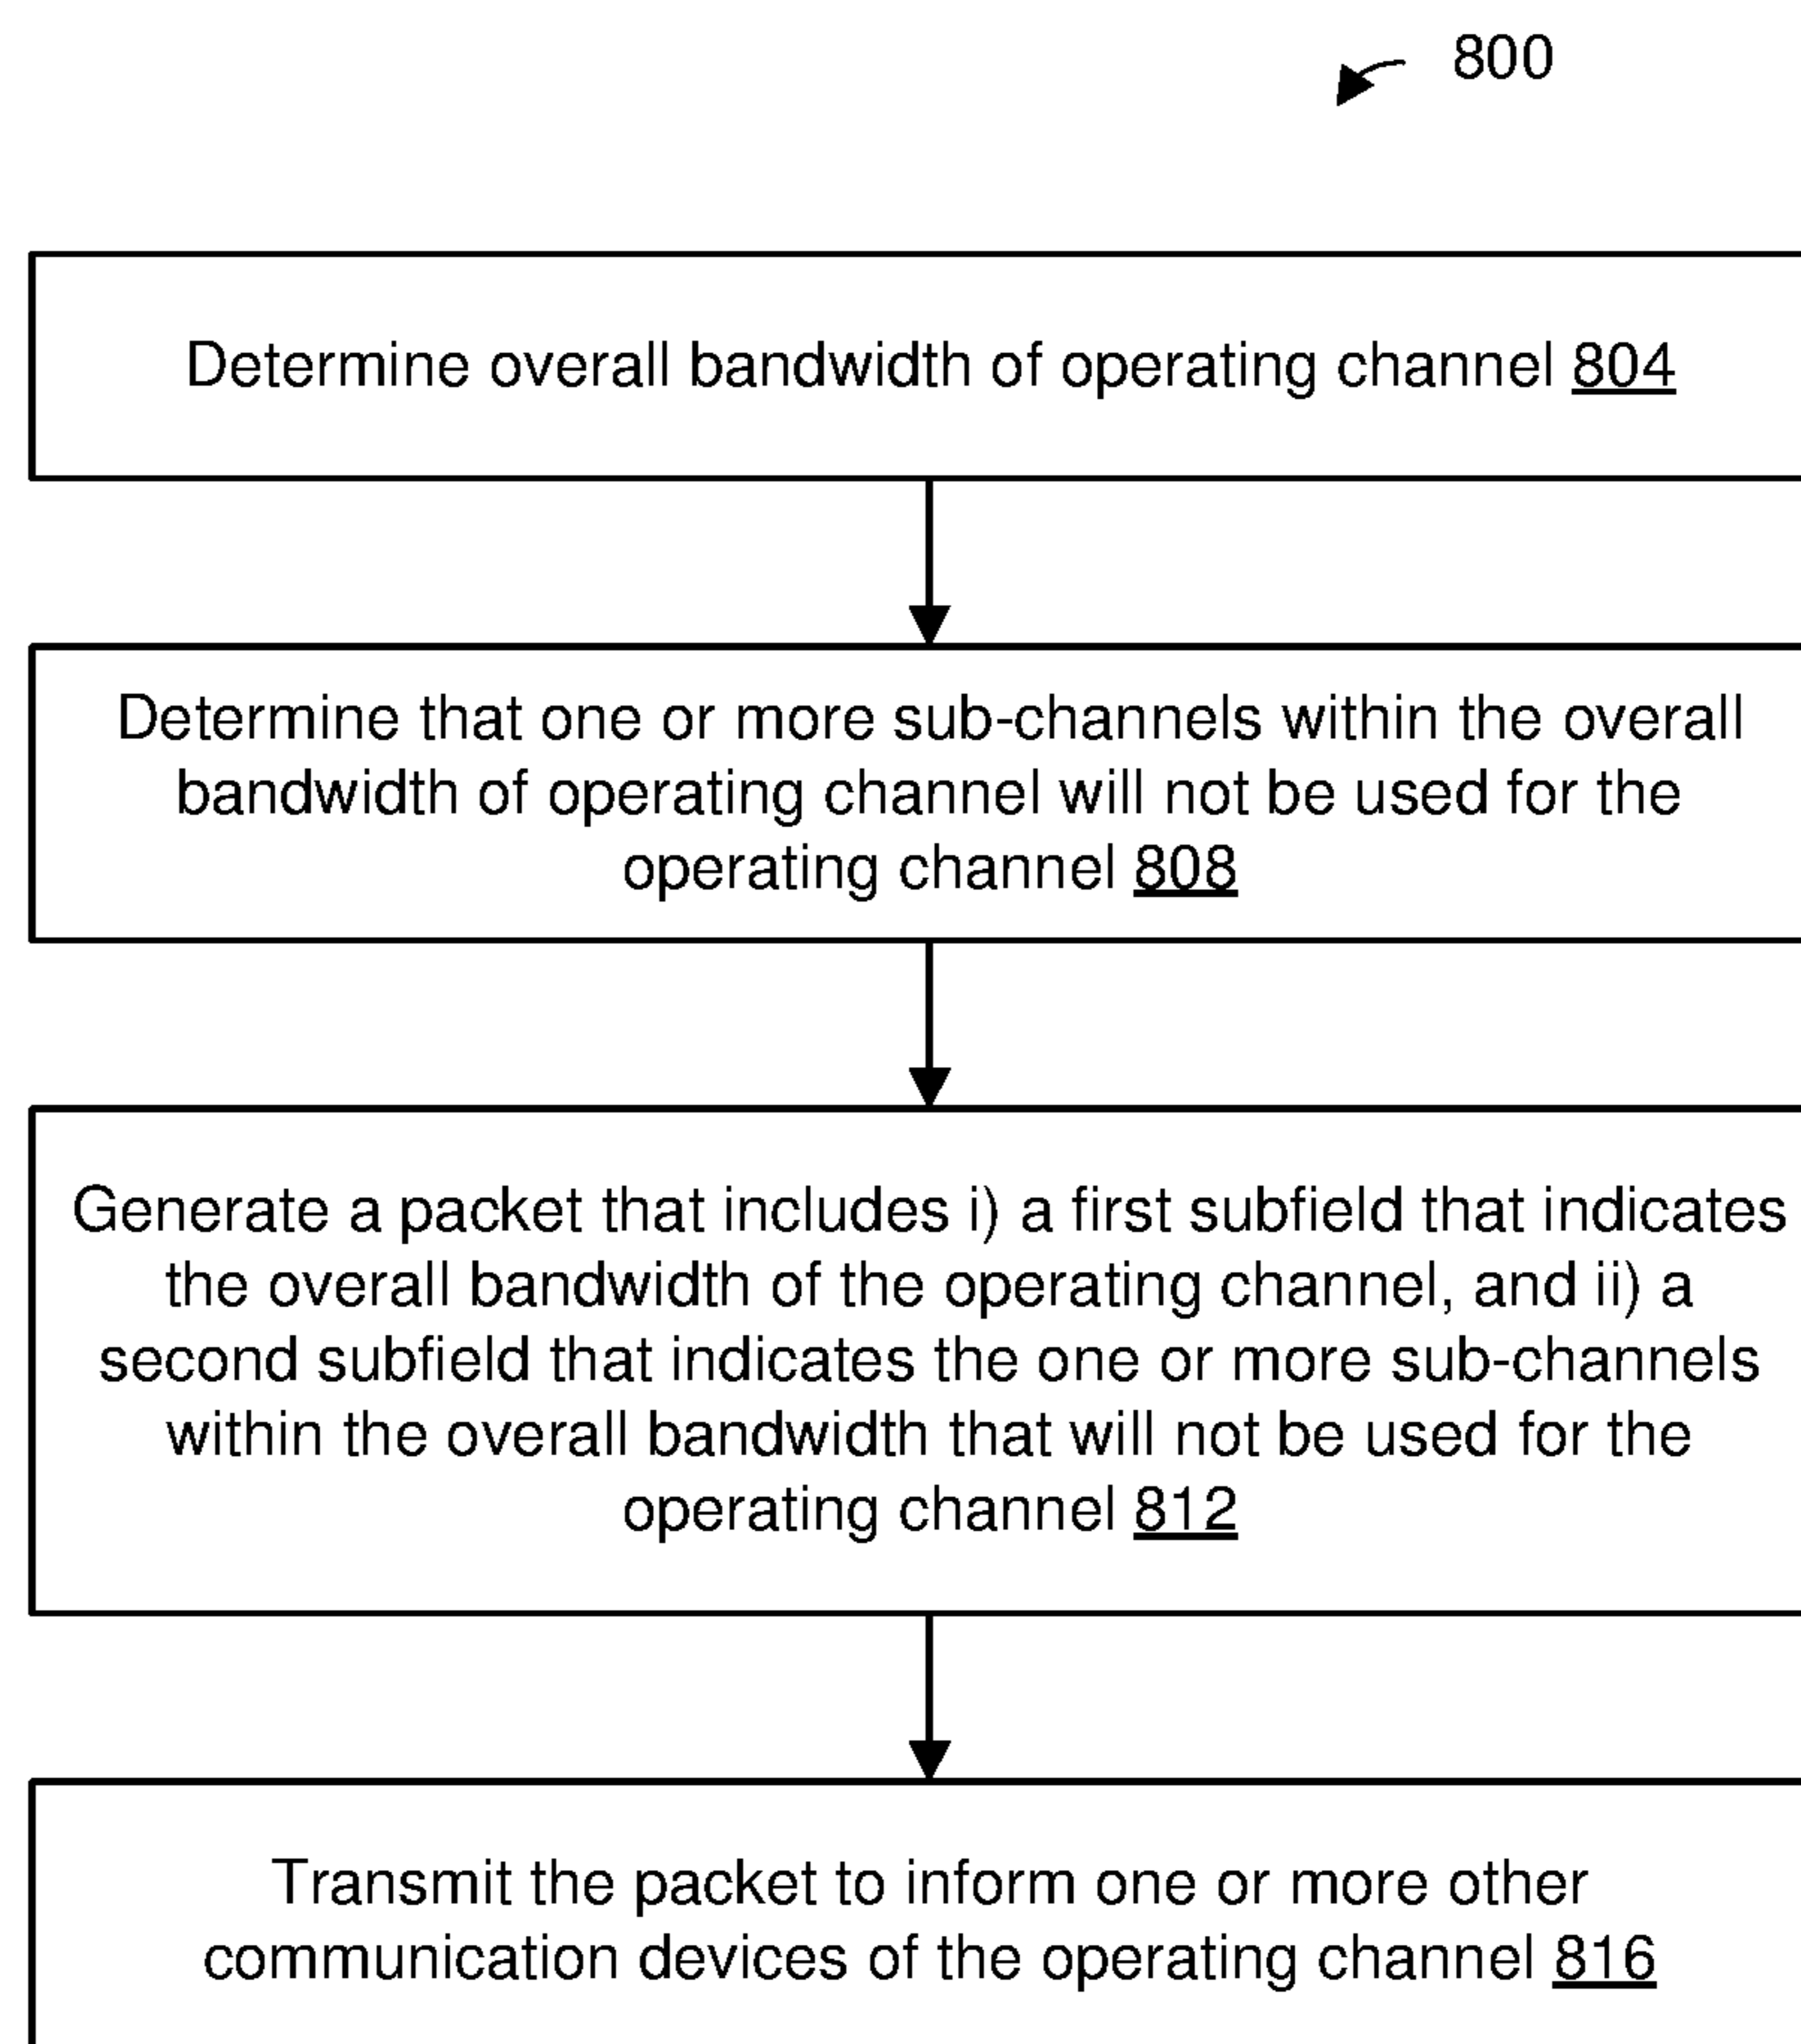 800
Determine overall bandwidth of operating channel 804
Determine that one or more sub-channels within the overall
bandwidth of operating channel will not be used for the
operating channel 808
Generate a packet that includes i) a first subfield that indicates
the overall bandwidth of the operating channel, and ii) a
second subfield that indicates the one or more sub-channels
within the overall bandwidth that will not be used for the
operating channel 812
Transmit the packet to inform one or more other
communication devices of the operating channel 816